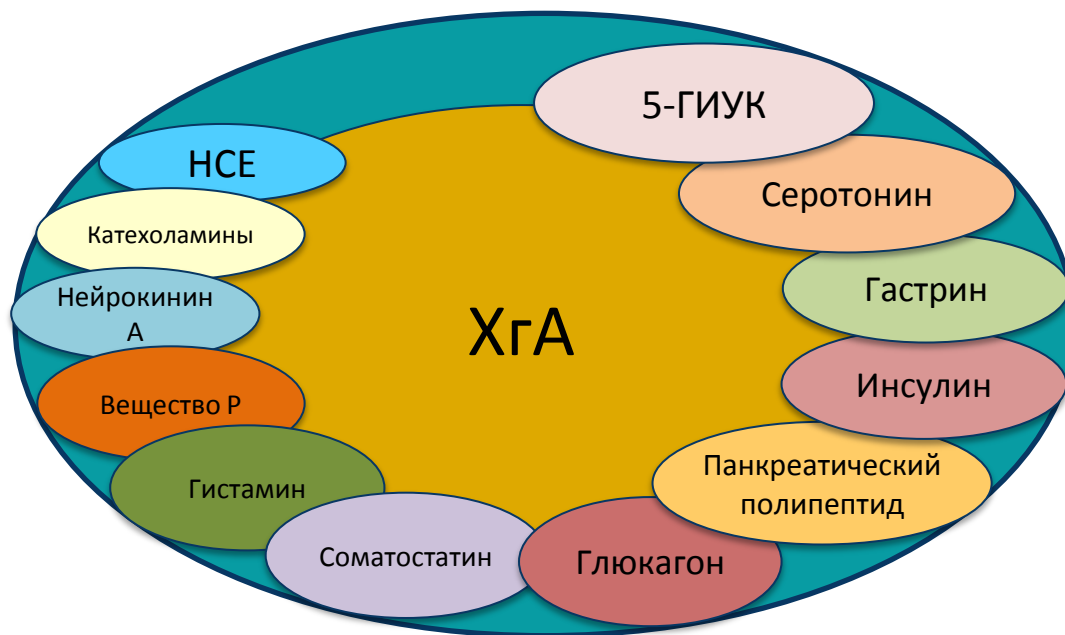 5-ГИУК
НСЕ
Серотонин
Катехоламины
Гастрин
Нейрокинин
А
ХгА
Инсулин
Вещество Р
Панкреатический
полипептид
Гистамин
Соматостатин
Глюкагон